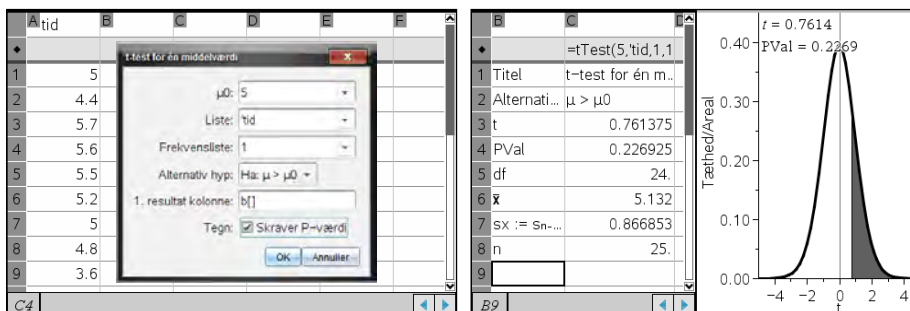 A tid B C D E F
◆
1 5
2 4.4
3 5.7
4 5.6
5 5.5
6 5.2
7 5
8 4.8
9 3.6
C4
t-test for én middelværdi
μ0: 5
Liste: 'tid
Frekvensliste: 1
Alternativ hyp: Ha: μ > μ0
1. resultat kolonne: b[]
Tegn: Skraver P-værdi
OK Annuller
B C D
◆ =tTest(5,'tid,1,1
1 Titel t-test for én m..
2 Alternati... μ > μ0
3 t 0.761375
4 PVal 0.226925
5 df 24.
6 x̄ 5.132
7 sx := sn-... 0.866853
8 n 25.
9
B9
t = 0.7614
PVal = 0.2269
Tæthed/Areal
0.40
0.30
0.20
0.10
0.00
-4 -2 0 2 4
t